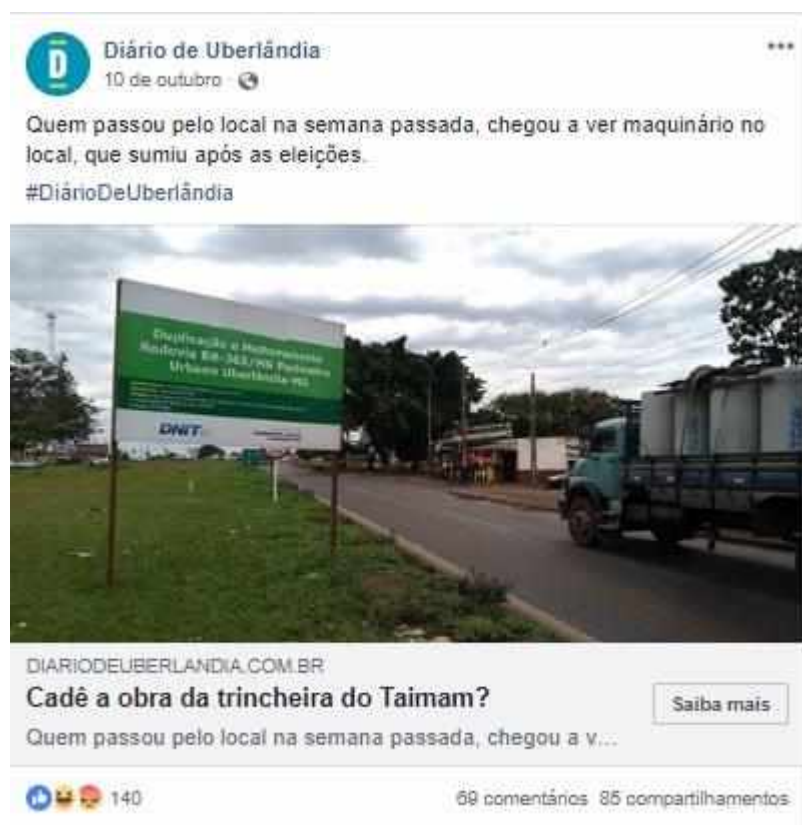 Diário de Uberlândia
10 de outubro
Quem passou pelo local na semana passada, chegou a ver maquinário no
local, que sumiu após as eleições.
#DiárioDeUberlândia
Duplicação e Melhoramento
Rodovia BR-365/MG Perímetro
Urbano Uberlândia-MG
DNIT
DIARIODEUBERLANDIA.COM.BR
Cadê a obra da trincheira do Taimam?
Saiba mais
Quem passou pelo local na semana passada, chegou a v...
140
69 comentários 85 compartilhamentos